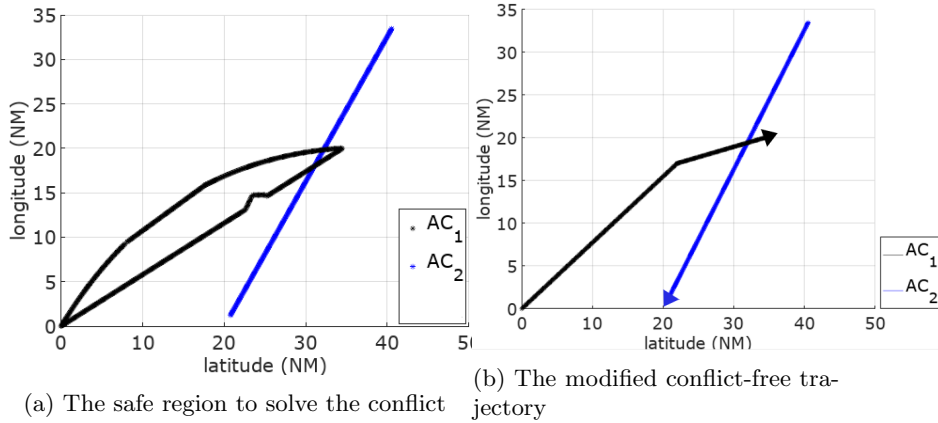 35
30
25
20
15
10
5
0
longitude (NM)
0
10
20
30
40
50
latitude (NM)
AC1
AC2
(a) The safe region to solve the conflict
35
30
25
20
15
10
5
0
longitude (NM)
0
10
20
30
40
50
latitude (NM)
AC1
AC2
(b) The modified conflict-free tra-
jectory